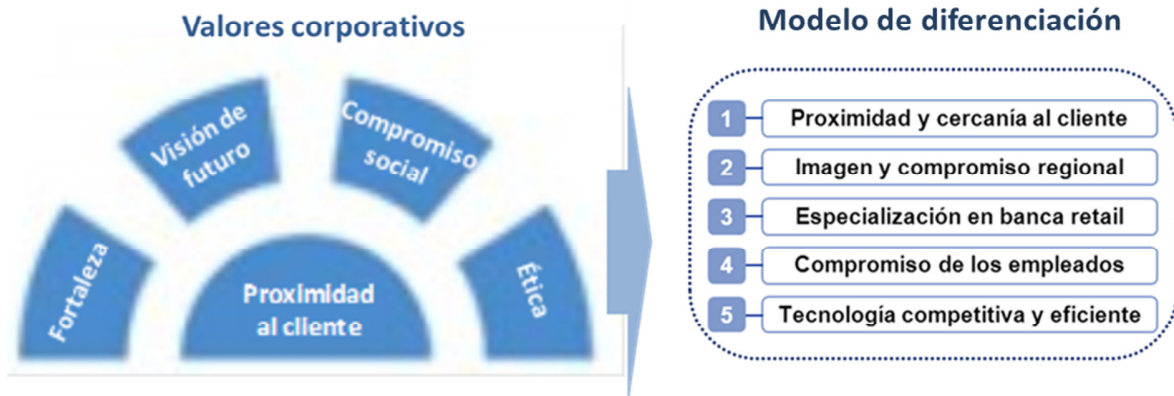 Valores corporativos
Fortaleza
Visión de
futuro
Compromiso
social
Ética
Proximidad
al cliente
Modelo de diferenciación
1 Proximidad y cercanía al cliente
2 Imagen y compromiso regional
3 Especialización en banca retail
4 Compromiso de los empleados
5 Tecnología competitiva y eficiente